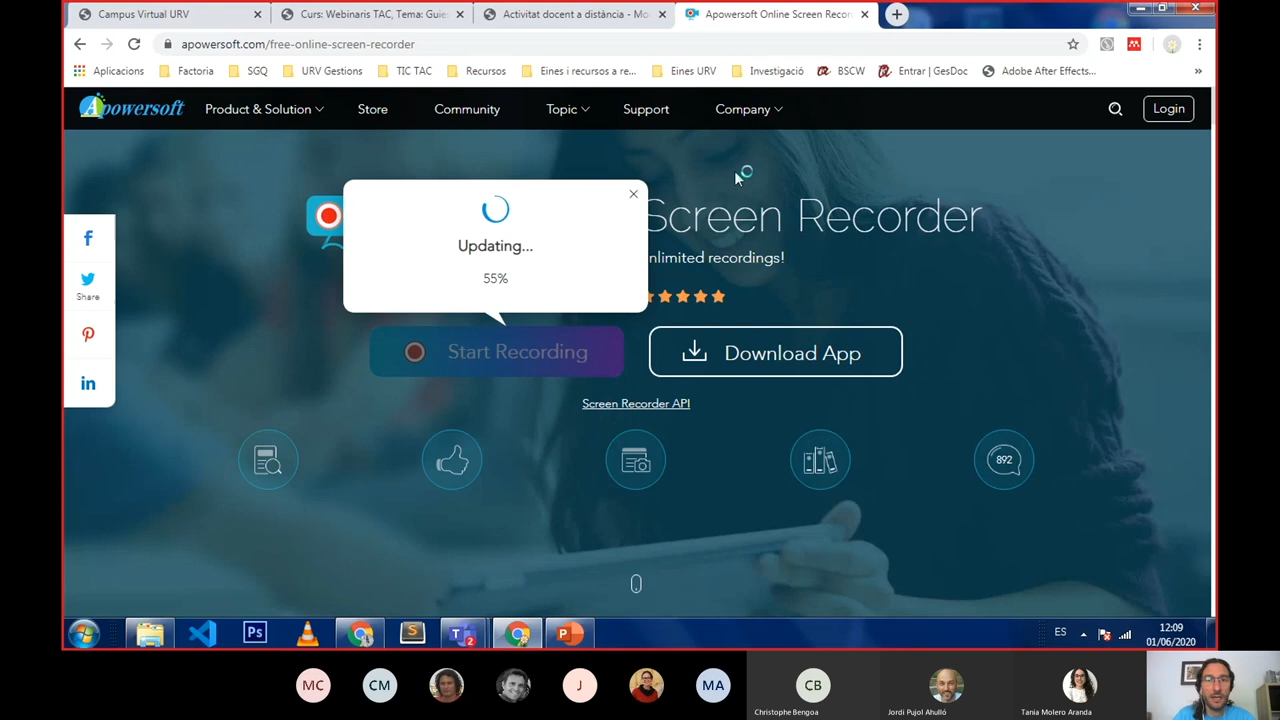 Campus Virtual URV
Curs: Webinaris TAC, Tema: Guies
Activitat docent a distància - Mo
Apowersoft Online Screen Recor
apowersoft.com/free-online-screen-recorder
Aplicacions
Factoria
SGQ
URV Gestions
TIC TAC
Recursos
Eines i recursos a re...
Eines URV
Investigació
BSCW
Entrar | GesDoc
Adobe After Effects...
»
Apowersoft
Product & Solution
Store
Community
Topic
Support
Company
Login
Screen Recorder
nlimited recordings!
Updating...
55%
Share
Start Recording
Download App
Screen Recorder API
892
Ps
ES
12:09
01/06/2020
MC
CM
J
MA
CB
Christophe Bengoa
Jordi Pujol Ahulló
Tania Molero Aranda